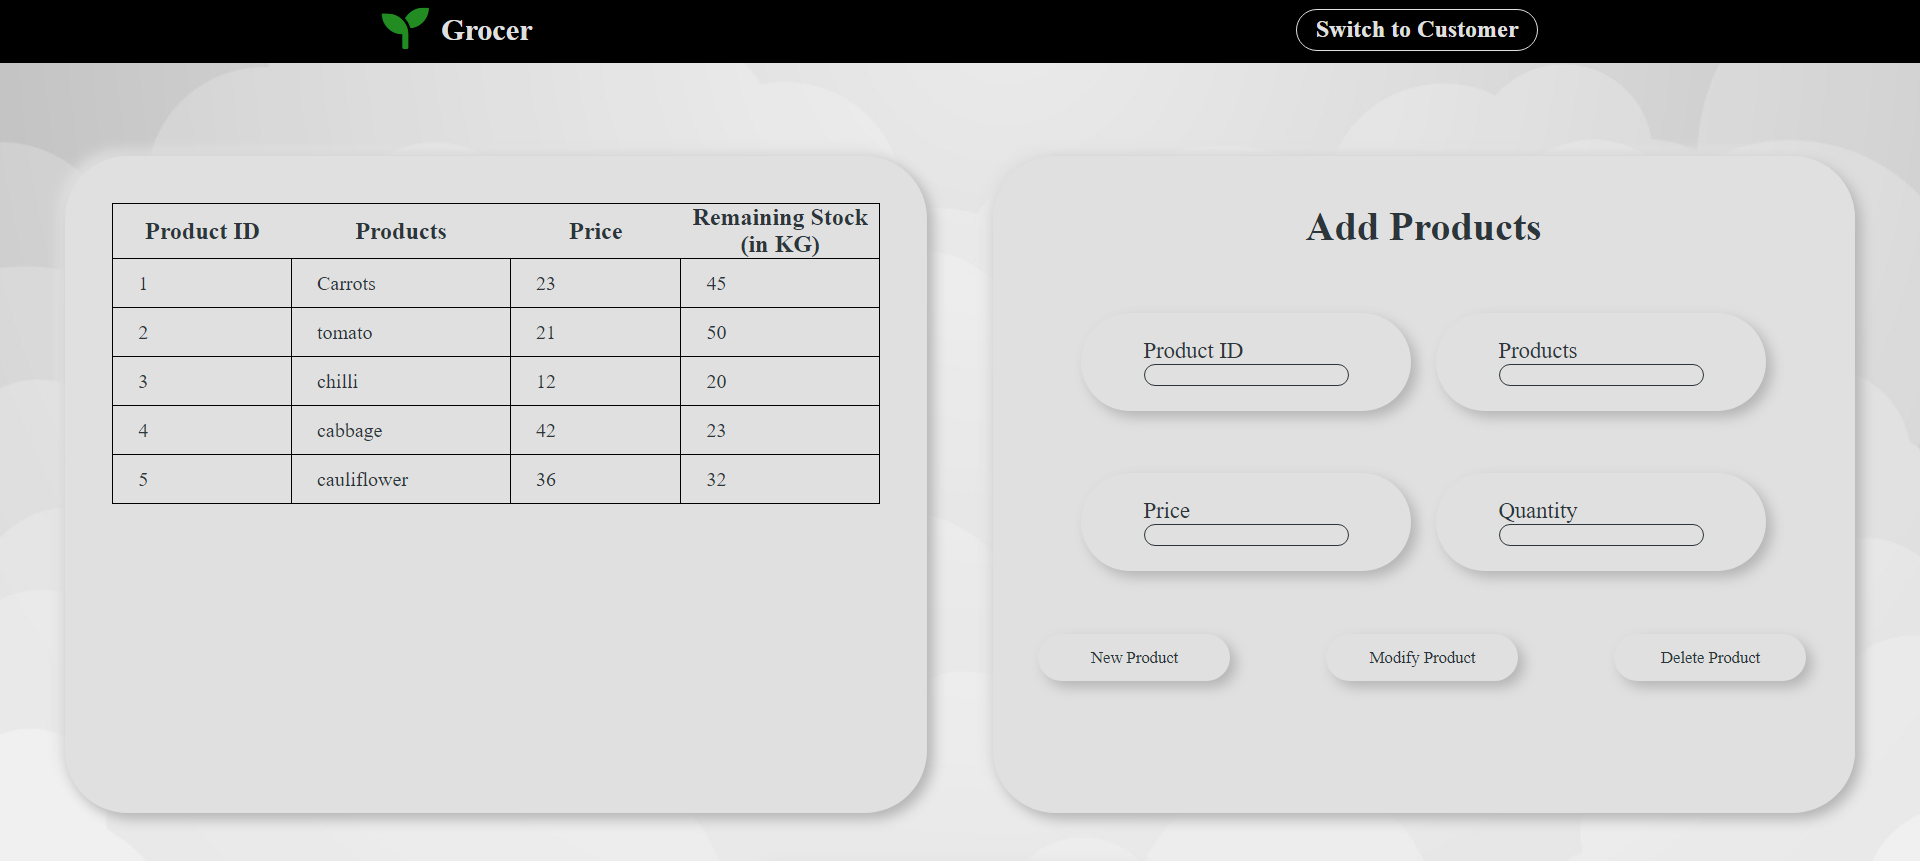 Grocer
Switch to Customer
Product ID Products Price Remaining Stock
(in KG)
1 Carrots 23 45
2 tomato 21 50
3 chilli 12 20
4 cabbage 42 23
5 cauliflower 36 32
Add Products
Product ID Products
Price Quantity
New Product Modify Product Delete Product